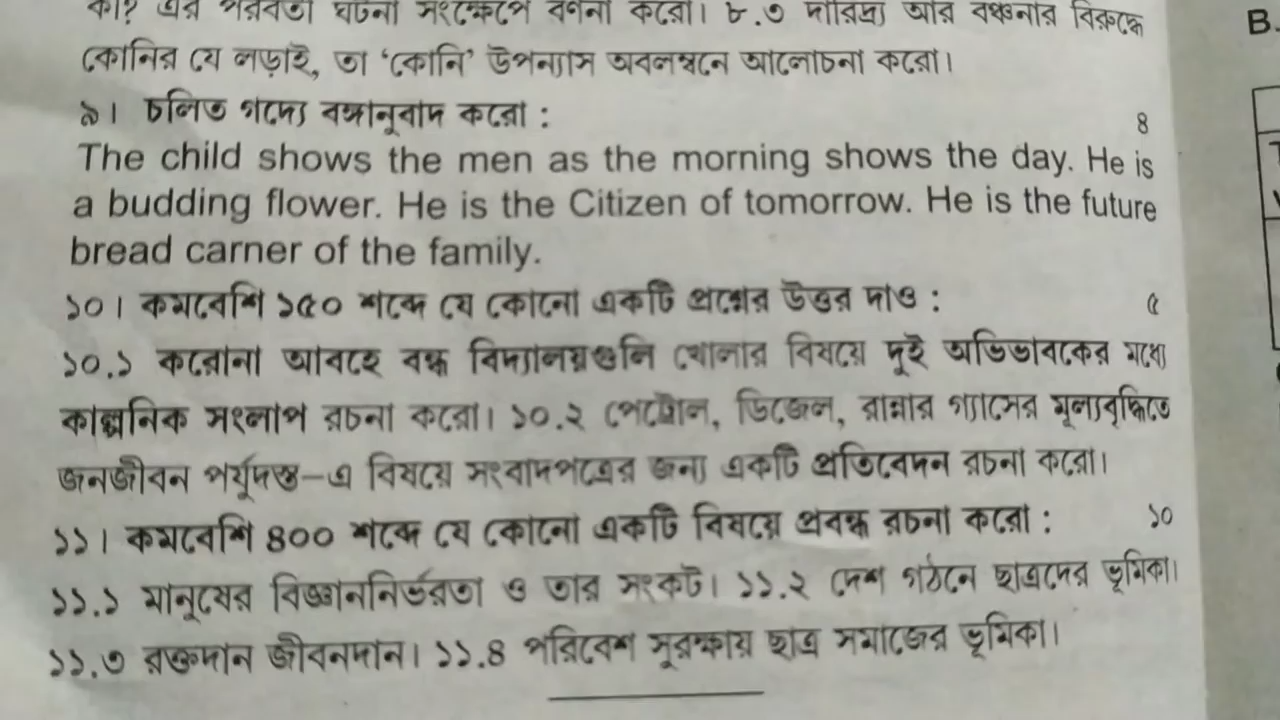 কী? এর পরবর্তী ঘটনা সংক্ষেপে বর্ণনা করো। ৮.৩ দারিদ্র্য আর বঞ্চনার বিরুদ্ধে
B.
কোনির যে লড়াই, তা ‘কোনি’ উপন্যাস অবলম্বনে আলোচনা করো।
৯। চলিত গদ্যে বঙ্গানুবাদ করো : ৪
The child shows the men as the morning shows the day. He is
a budding flower. He is the Citizen of tomorrow. He is the future
bread carner of the family.
১০। কমবেশি ১৫০ শব্দে যে কোনো একটি প্রশ্নের উত্তর দাও : ৫
১০.১ করোনা আবহে বন্ধ বিদ্যালয়গুলি খোলার বিষয়ে দুই অভিভাবকের মধ্যে
কাল্পনিক সংলাপ রচনা করো। ১০.২ পেট্রোল, ডিজেল, রান্নার গ্যাসের মূল্যবৃদ্ধিতে
জনজীবন পর্যুদস্ত–এ বিষয়ে সংবাদপত্রের জন্য একটি প্রতিবেদন রচনা করো।
১১। কমবেশি ৪০০ শব্দে যে কোনো একটি বিষয়ে প্রবন্ধ রচনা করো : ১০
১১.১ মানুষের বিজ্ঞাননির্ভরতা ও তার সংকট। ১১.২ দেশ গঠনে ছাত্রদের ভূমিকা।
১১.৩ রক্তদান জীবনদান। ১১.৪ পরিবেশ সুরক্ষায় ছাত্র সমাজের ভূমিকা।